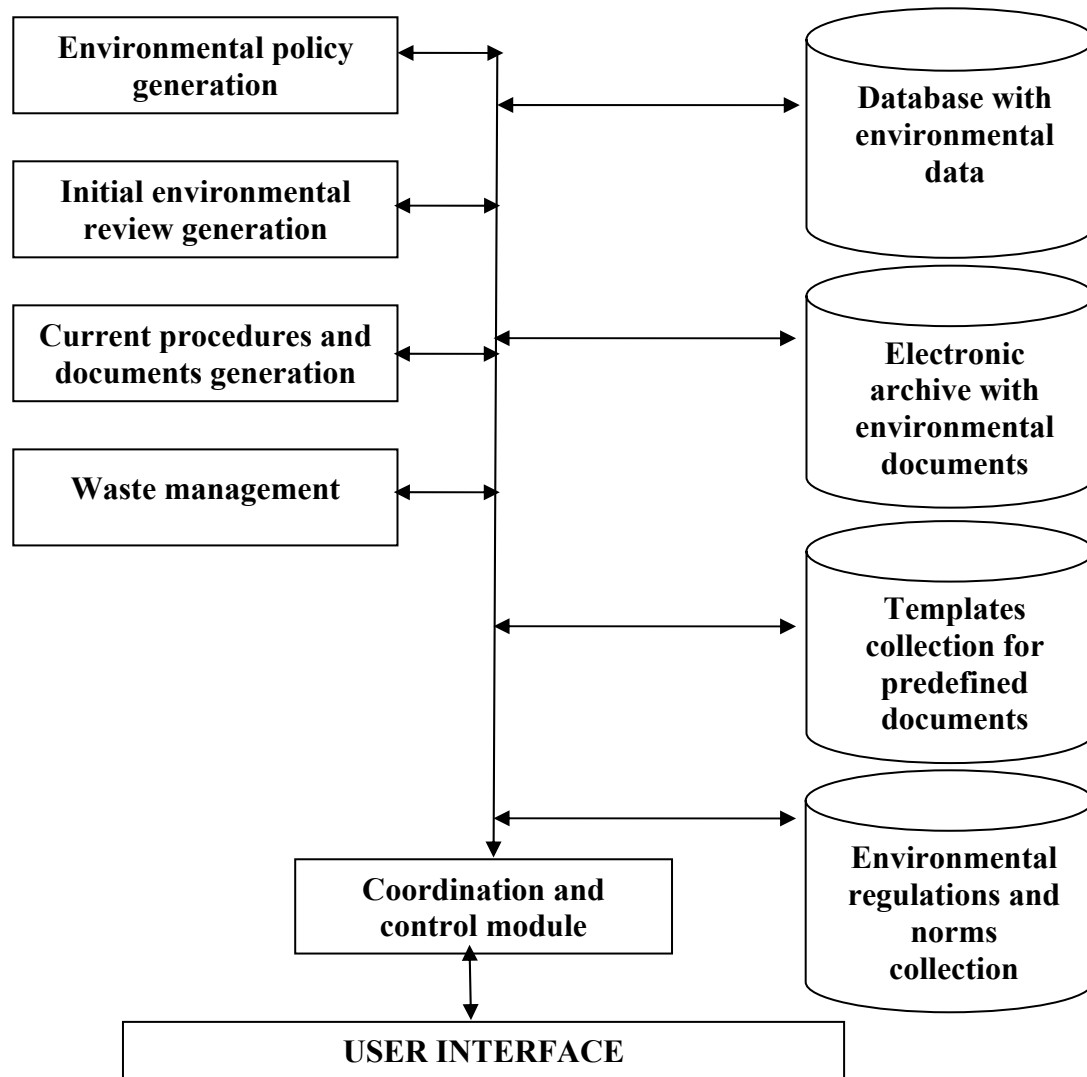 Environmental policy
generation
Initial environmental
review generation
Current procedures and
documents generation
Waste management
Database with
environmental
data
Electronic
archive with
environmental
documents
Templates
collection for
predefined
documents
Environmental
regulations and
norms
collection
Coordination and
control module
USER INTERFACE